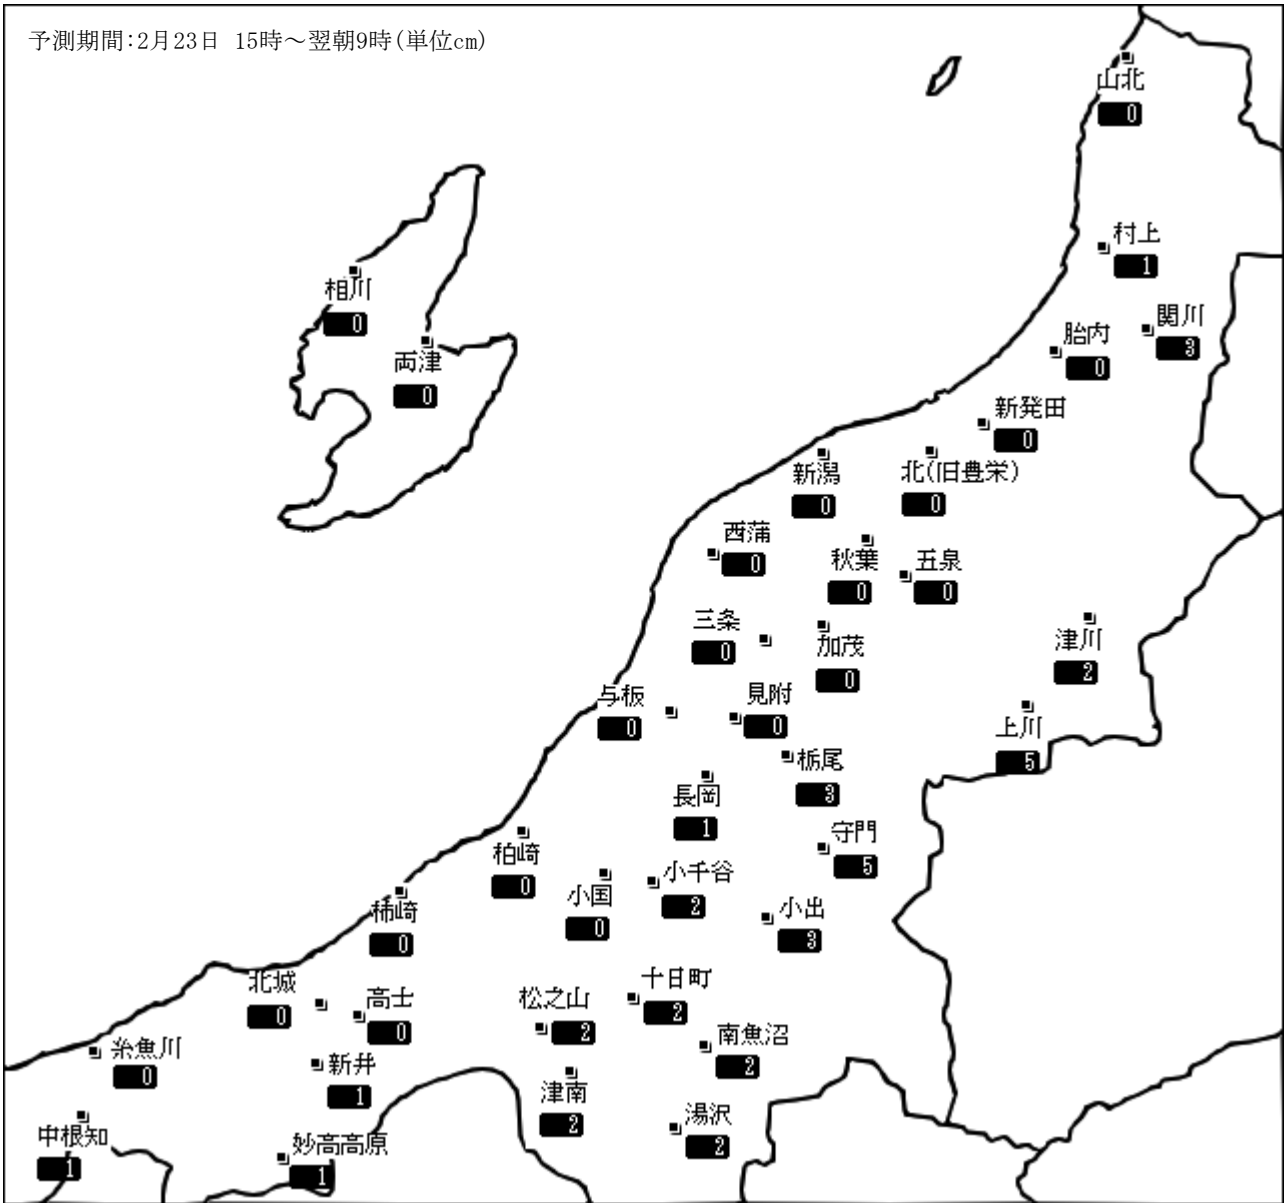 予測期間:2月23日 15時～翌朝9時(単位cm)
山北
0
村上
1
相川
0
関川
3
胎内
0
両津
0
新発田
0
新潟
0
北(旧豊栄)
0
西蒲
0
秋葉
0
五泉
0
三条
0
加茂
0
津川
2
与板
0
見附
0
上川
5
栃尾
3
長岡
1
守門
5
柏崎
0
小国
0
小千谷
2
小出
3
柿崎
0
北城
0
高士
0
松之山
2
十日町
2
南魚沼
2
糸魚川
0
新井
1
津南
2
湯沢
2
中根知
1
妙高高原
1